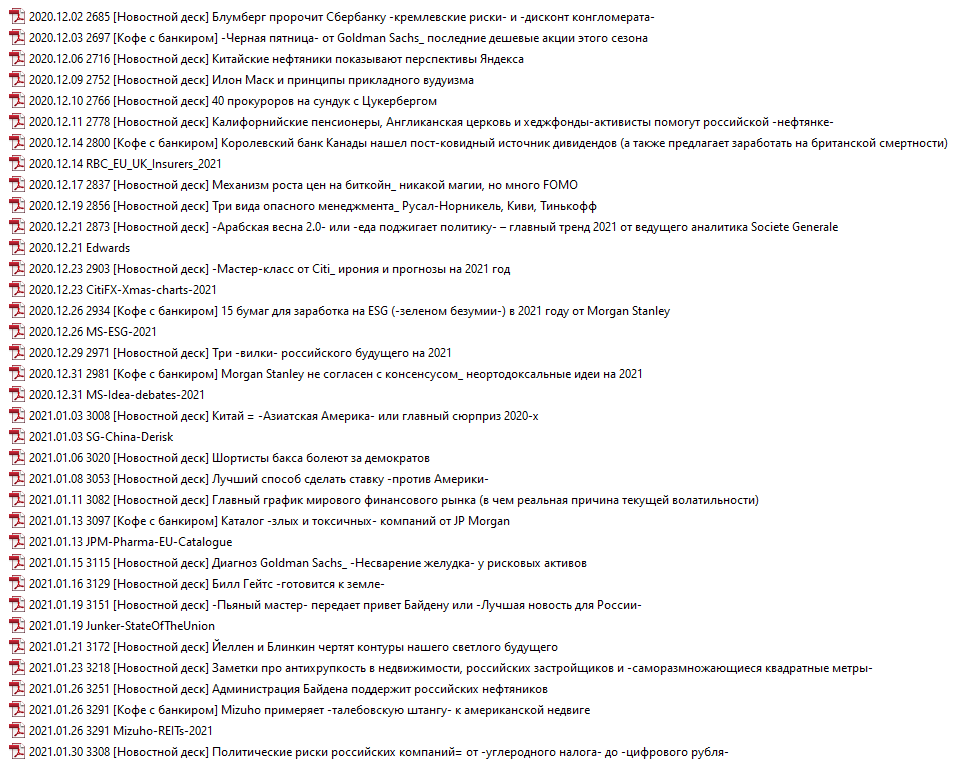 2020.12.02 2685 [Новостной деск] Блумберг пророчит Сбербанку -кремлевские риски- и -дисконт конгломерата-
2020.12.03 2697 [Кофе с банкиром] -Черная пятница- от Goldman Sachs_ последние дешевые акции этого сезона
2020.12.06 2716 [Новостной деск] Китайские нефтяники показывают перспективы Яндекса
2020.12.09 2752 [Новостной деск] Илон Маск и принципы прикладного вудуизма
2020.12.10 2766 [Новостной деск] 40 прокуроров на сундук с Цукербергом
2020.12.11 2778 [Новостной деск] Калифорнийские пенсионеры, Англиканская церковь и хеджфонды-активисты помогут российской -нефтянке-
2020.12.14 2800 [Кофе с банкиром] Королевский банк Канады нашел пост-ковидный источник дивидендов (а также предлагает заработать на британской смертности)
2020.12.14 RBC_EU_UK_Insurers_2021
2020.12.17 2837 [Новостной деск] Механизм роста цен на биткойн_ никакой магии, но много FOMO
2020.12.19 2856 [Новостной деск] Три вида опасного менеджмента_ Русал-Норникель, Киви, Тинькофф
2020.12.21 2873 [Новостной деск] -Арабская весна 2.0- или -еда поджигает политику- – главный тренд 2021 от ведущего аналитика Societe Generale
2020.12.21 Edwards
2020.12.23 2903 [Новостной деск] -Мастер-класс от Citi_ ирония и прогнозы на 2021 год
2020.12.23 CitiFX-Xmas-charts-2021
2020.12.26 2934 [Кофе с банкиром] 15 бумаг для заработка на ESG (-зеленом безумии-) в 2021 году от Morgan Stanley
2020.12.26 MS-ESG-2021
2020.12.29 2971 [Новостной деск] Три -вилки- российского будущего на 2021
2020.12.31 2981 [Кофе с банкиром] Morgan Stanley не согласен с консенсусом_ неортодоксальные идеи на 2021
2020.12.31 MS-Idea-debates-2021
2021.01.03 3008 [Новостной деск] Китай = -Азиатская Америка- или главный сюрприз 2020-х
2021.01.03 SG-China-Derisk
2021.01.06 3020 [Новостной деск] Шортисты бакса болеют за демократов
2021.01.08 3053 [Новостной деск] Лучший способ сделать ставку -против Америки-
2021.01.11 3082 [Новостной деск] Главный график мирового финансового рынка (в чем реальная причина текущей волатильности)
2021.01.13 3097 [Кофе с банкиром] Каталог -злых и токсичных- компаний от JP Morgan
2021.01.13 JPM-Pharma-EU-Catalogue
2021.01.15 3115 [Новостной деск] Диагноз Goldman Sachs_ -Несварение желудка- у рисковых активов
2021.01.16 3129 [Новостной деск] Билл Гейтс -готовится к земле-
2021.01.19 3151 [Новостной деск] -Пьяный мастер- передает привет Байдену или -Лучшая новость для России-
2021.01.19 Junker-StateOfTheUnion
2021.01.21 3172 [Новостной деск] Йеллен и Блинкин чертят контуры нашего светлого будущего
2021.01.23 3218 [Новостной деск] Заметки про антихрупкость в недвижимости, российских застройщиков и -саморазмножающиеся квадратные метры-
2021.01.26 3251 [Новостной деск] Администрация Байдена поддержит российских нефтяников
2021.01.26 3291 [Кофе с банкиром] Mizuho примеряет -талебовскую штангу- к американской недвиге
2021.01.26 3291 Mizuho-REITs-2021
2021.01.30 3308 [Новостной деск] Политические риски российских компаний= от -углеродного налога- до -цифрового рубля-